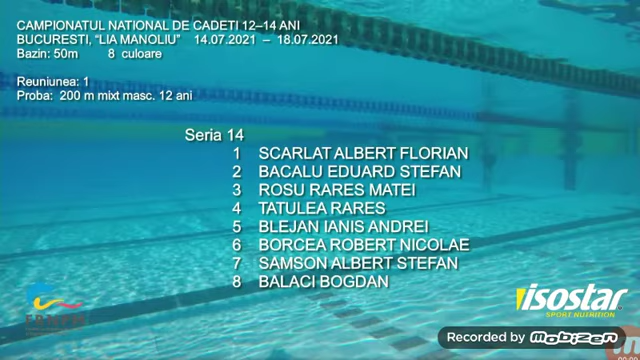 CAMPIONATUL NATIONAL DE CADETI 12–14 ANI
BUCURESTI, “LIA MANOLIU” 14.07.2021 – 18.07.2021
Bazin: 50m 8 culoare
Reuniunea: 1
Proba: 200 m mixt masc. 12 ani
Seria 14
1 SCARLAT ALBERT FLORIAN
2 BACALU EDUARD STEFAN
3 ROSU RARES MATEI
4 TATULEA RARES
5 BLEJAN IANIS ANDREI
6 BORCEA ROBERT NICOLAE
7 SAMSON ALBERT STEFAN
8 BALACI BOGDAN
isostar
SPORT NUTRITION
Recorded by mobizen